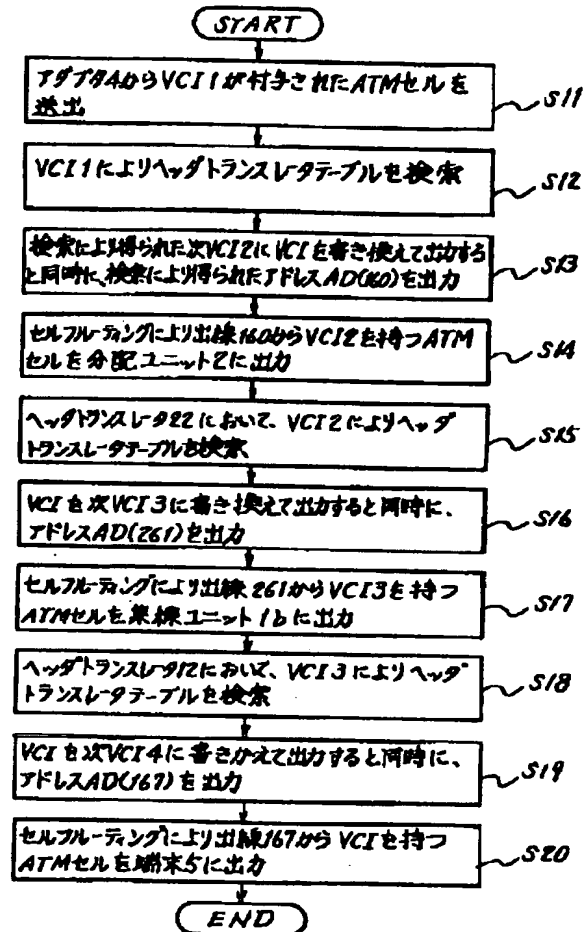 START
アダプタ4からVCI1が付与されたATMセルを
送出
S11
VCI1によりヘッダトランスレータテーブルを検索
S12
検索により得られた次VCI2にVCIを書き換えて出力する
と同時に、検索により得られたアドレスAD(160)を出力
S13
セルフルーティングにより出線160からVCI2を持つATM
セルを分配ユニット2に出力
S14
ヘッダトランスレータ22において、VCI2によりヘッダ
トランスレータテーブルを検索
S15
VCIを次VCI3に書き換えて出力すると同時に、
アドレスAD(261)を出力
S16
セルフルーティングにより出線261からVCI3を持つ
ATMセルを集線ユニット1bに出力
S17
ヘッダトランスレータ12において、VCI3によりヘッダ
トランスレータテーブルを検索
S18
VCIを次VCI4に書きかえて出力すると同時に、
アドレスAD(167)を出力
S19
セルフルーティングにより出線167からVCIを持つ
ATMセルを端末5に出力
S20
END